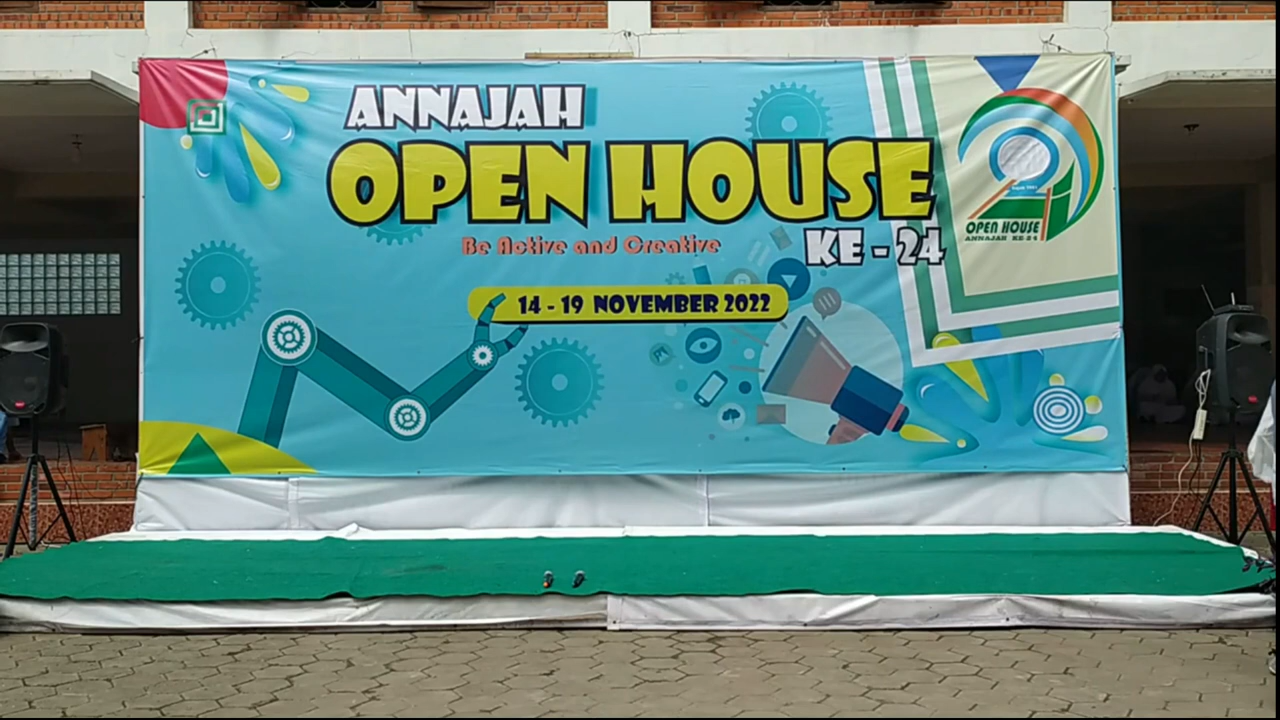 ANNAJAH
OPEN HOUSE
KE - 24
Be Active and Creative
14 - 19 NOVEMBER 2022
OPEN HOUSE
ANNAJAH KE-24